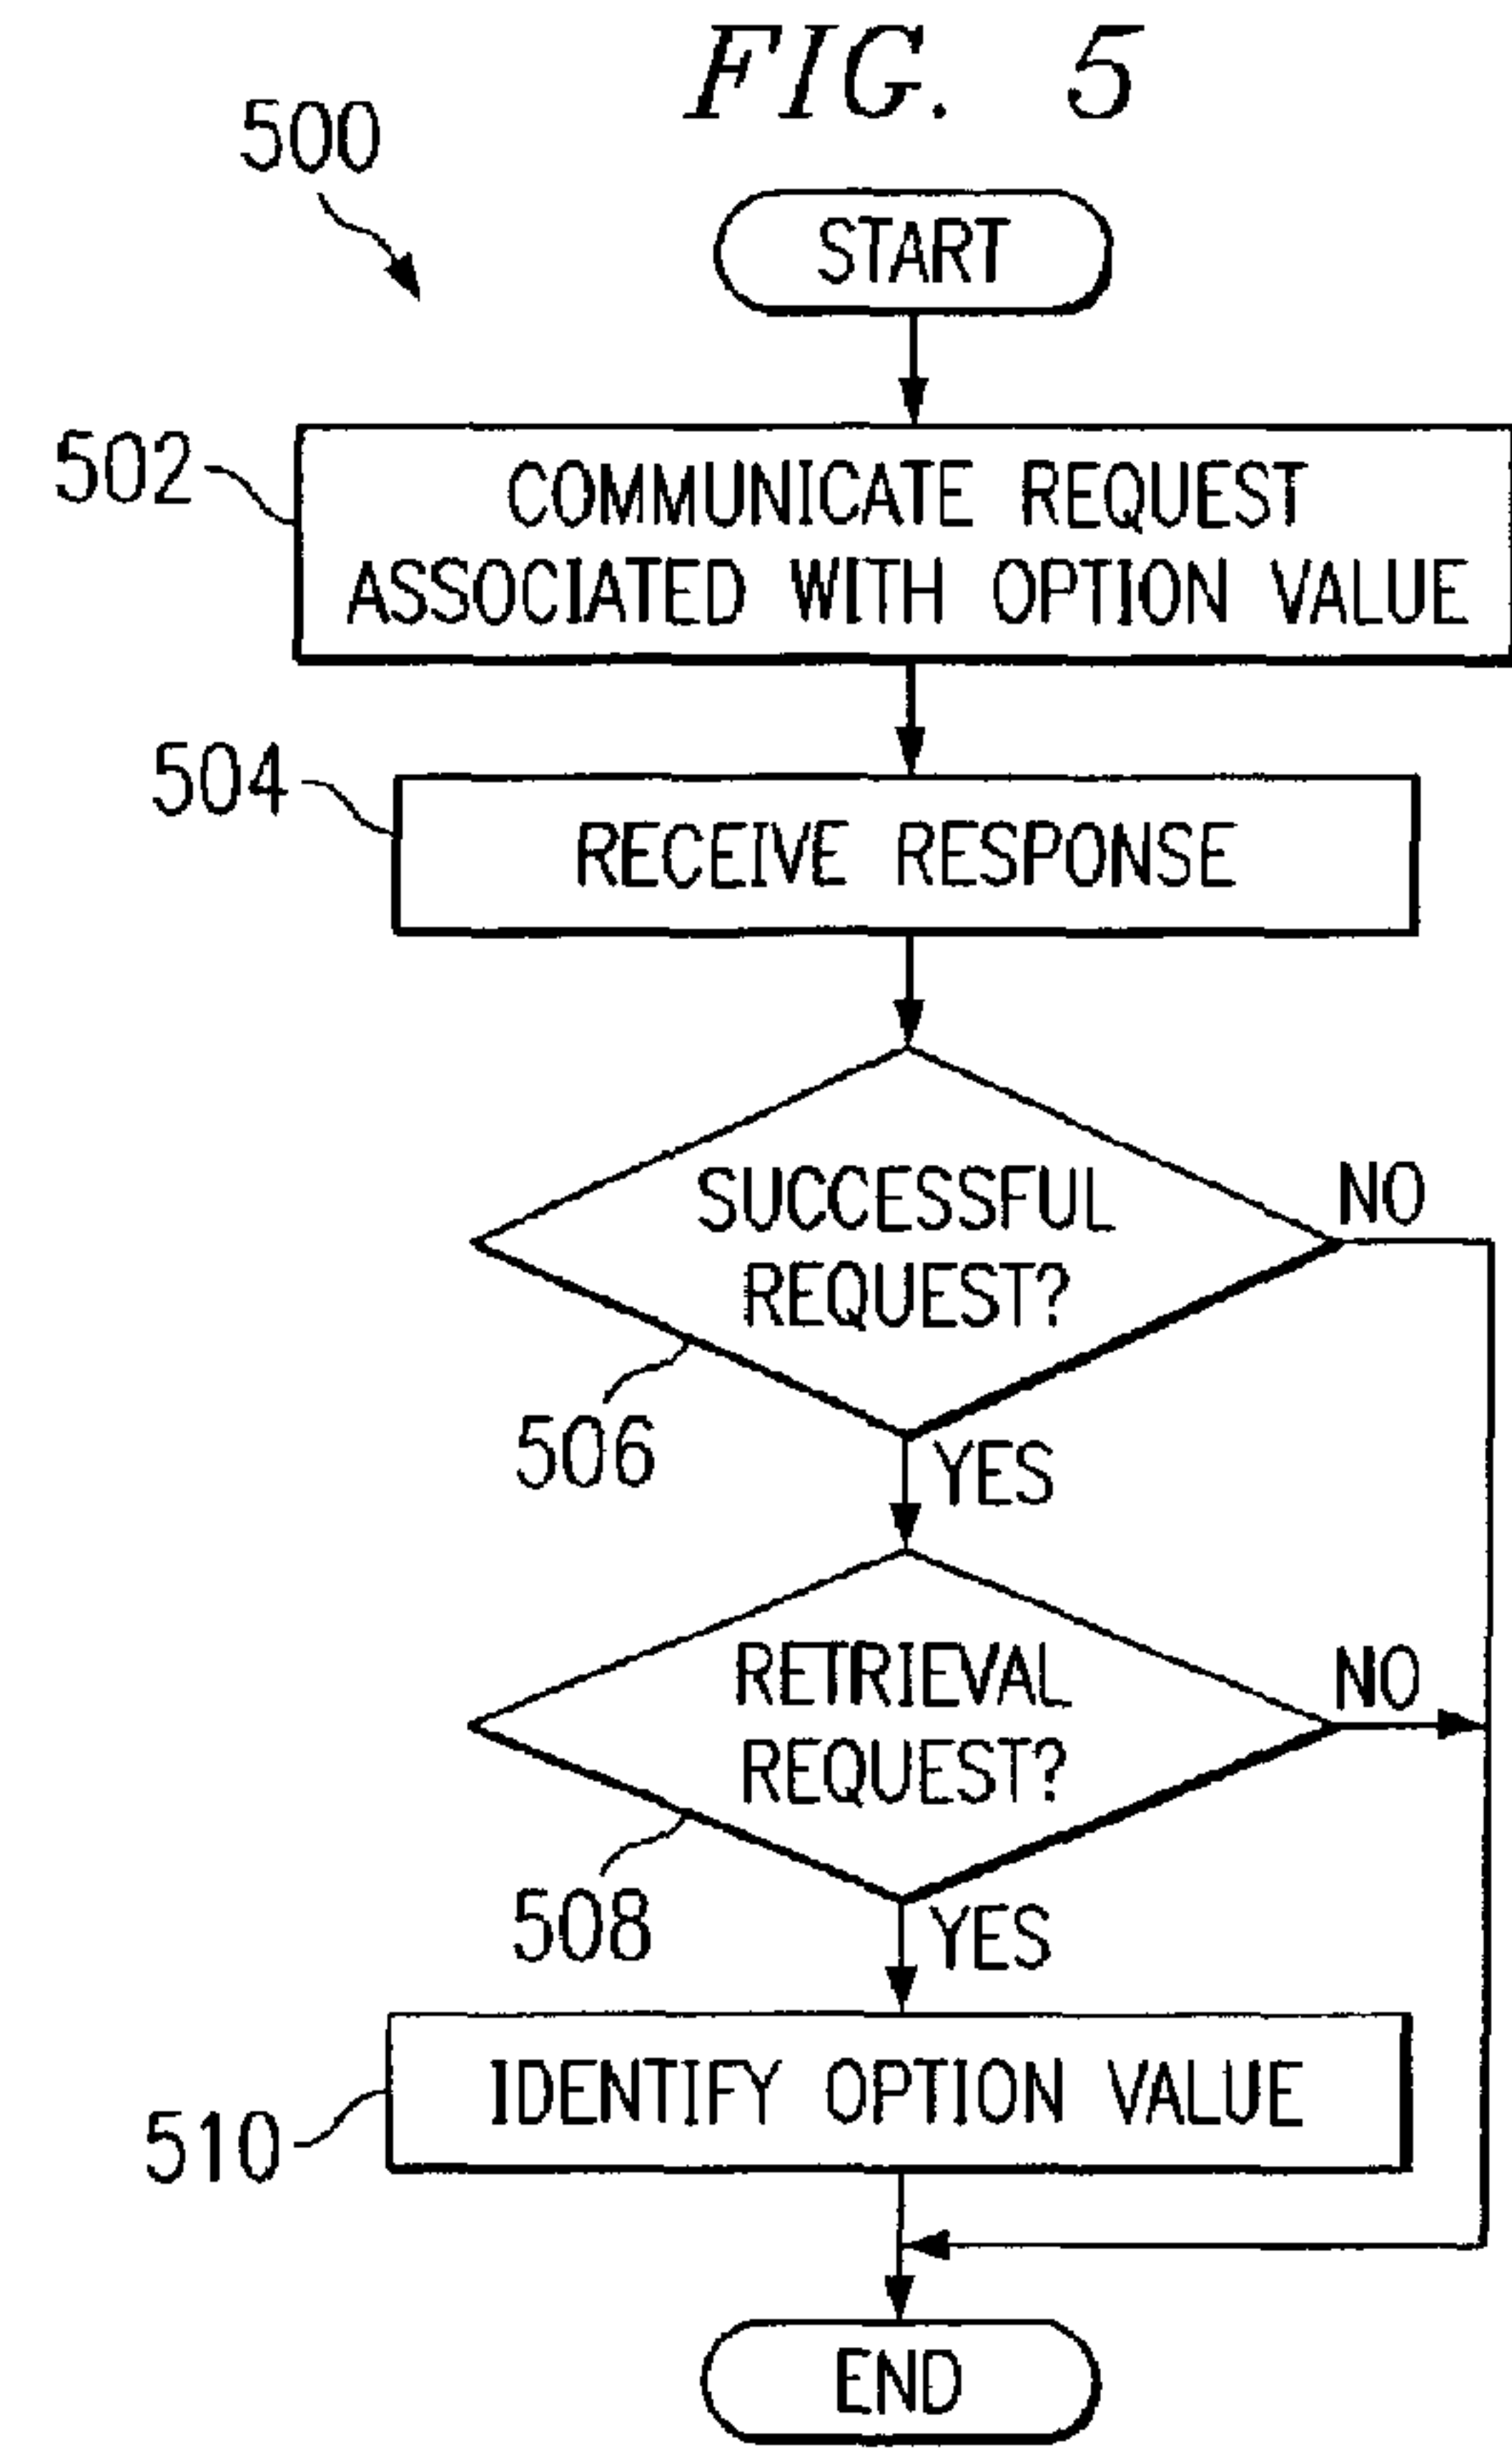 FIG. 5
500
START
502
COMMUNICATE REQUEST
ASSOCIATED WITH OPTION VALUE
504
RECEIVE RESPONSE
SUCCESSFUL
REQUEST?
NO
506
YES
RETRIEVAL
REQUEST?
NO
508
YES
IDENTIFY OPTION VALUE
510
END